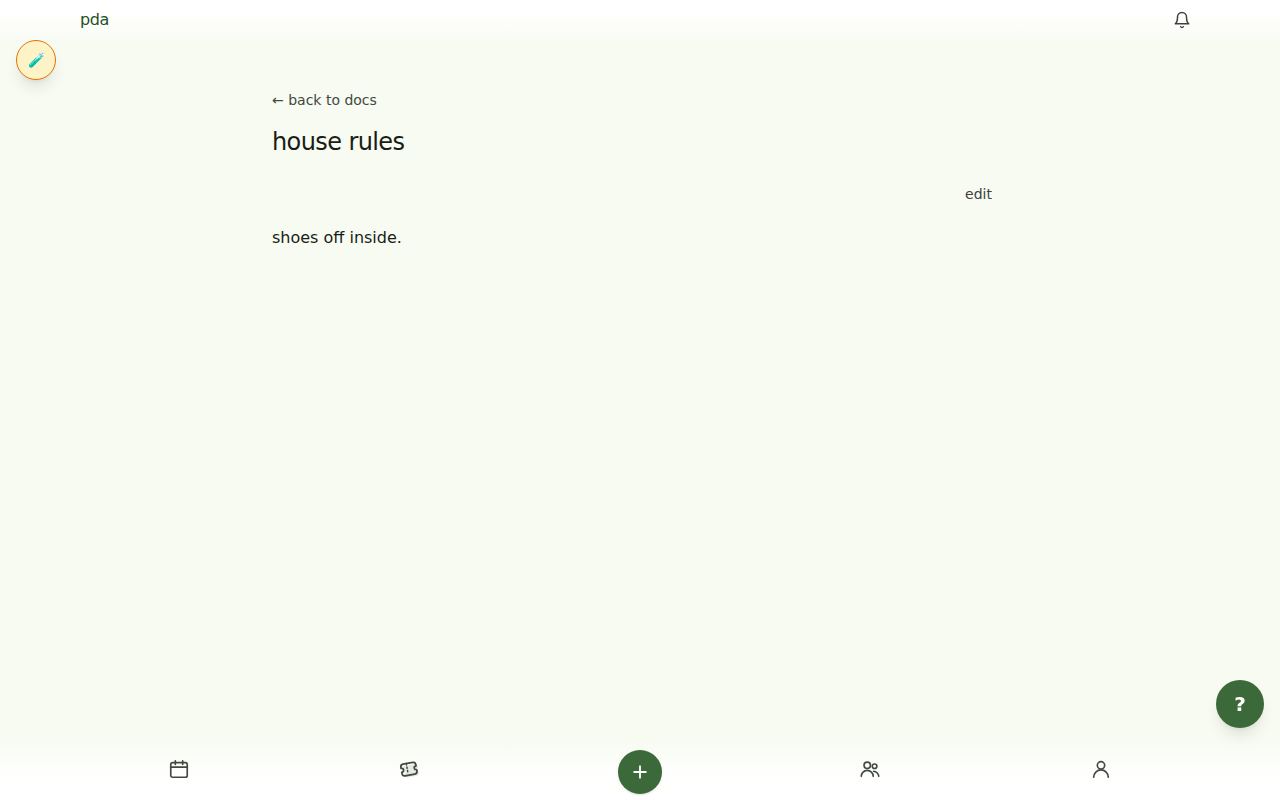 pda
← back to docs
house rules
edit
shoes off inside.
?